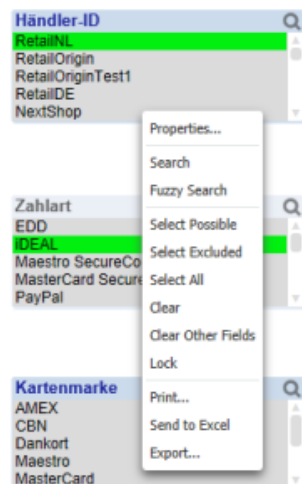 Händler-ID
RetailNL
RetailOrigin
RetailOriginTest1
RetailDE
NextShop
Properties...
Search
Fuzzy Search
Select Possible
Select Excluded
Select All
Clear
Clear Other Fields
Lock
Print...
Send to Excel
Export...
Zahlart
EDD
iDEAL
Maestro SecureCo
MasterCard Secure
PayPal
Kartenmarke
AMEX
CBN
Dankort
Maestro
MasterCard